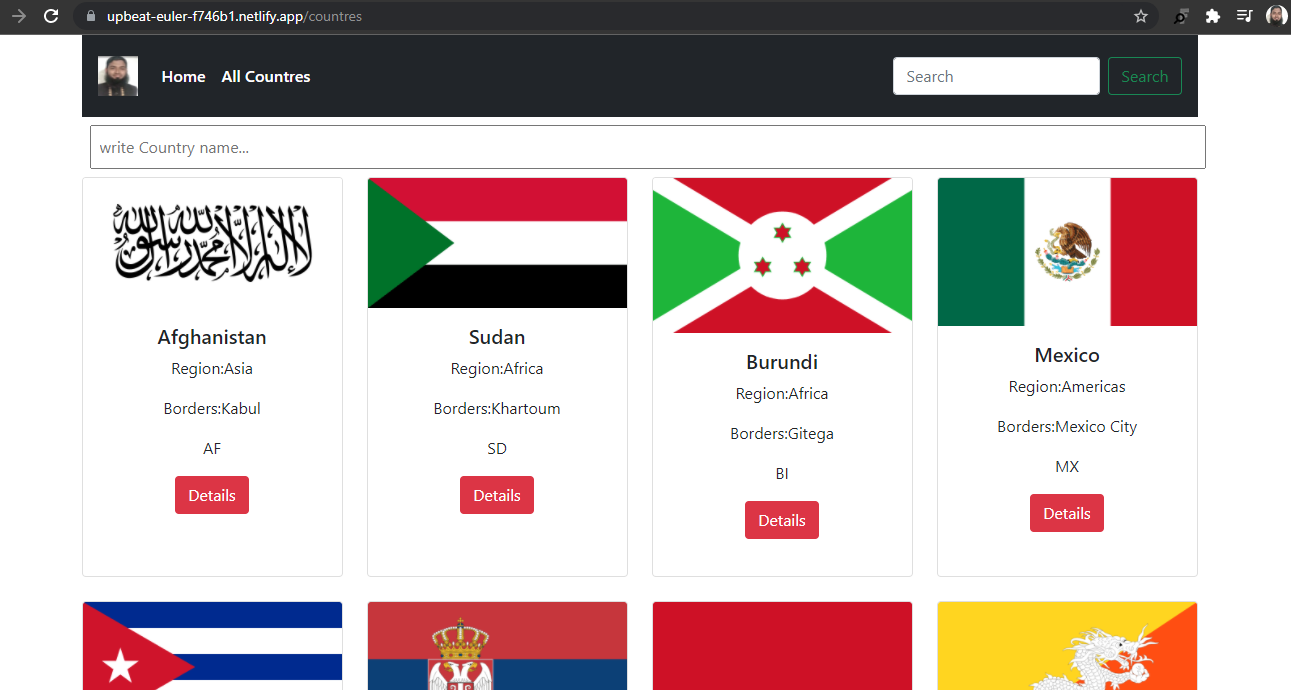 upbeat-euler-f746b1.netlify.app/countres
Home All Countres Search Search
write Country name...
لا إله إلا الله محمد رسول الله
Afghanistan
Region:Asia
Borders:Kabul
AF
Details
Sudan
Region:Africa
Borders:Khartoum
SD
Details
Burundi
Region:Africa
Borders:Gitega
BI
Details
Mexico
Region:Americas
Borders:Mexico City
MX
Details